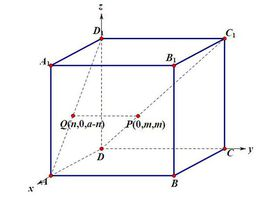 z
D₁
C₁
A₁
B₁
Q(n,0,a-n)
P(0,m,m)
D
C
y
A
B
x